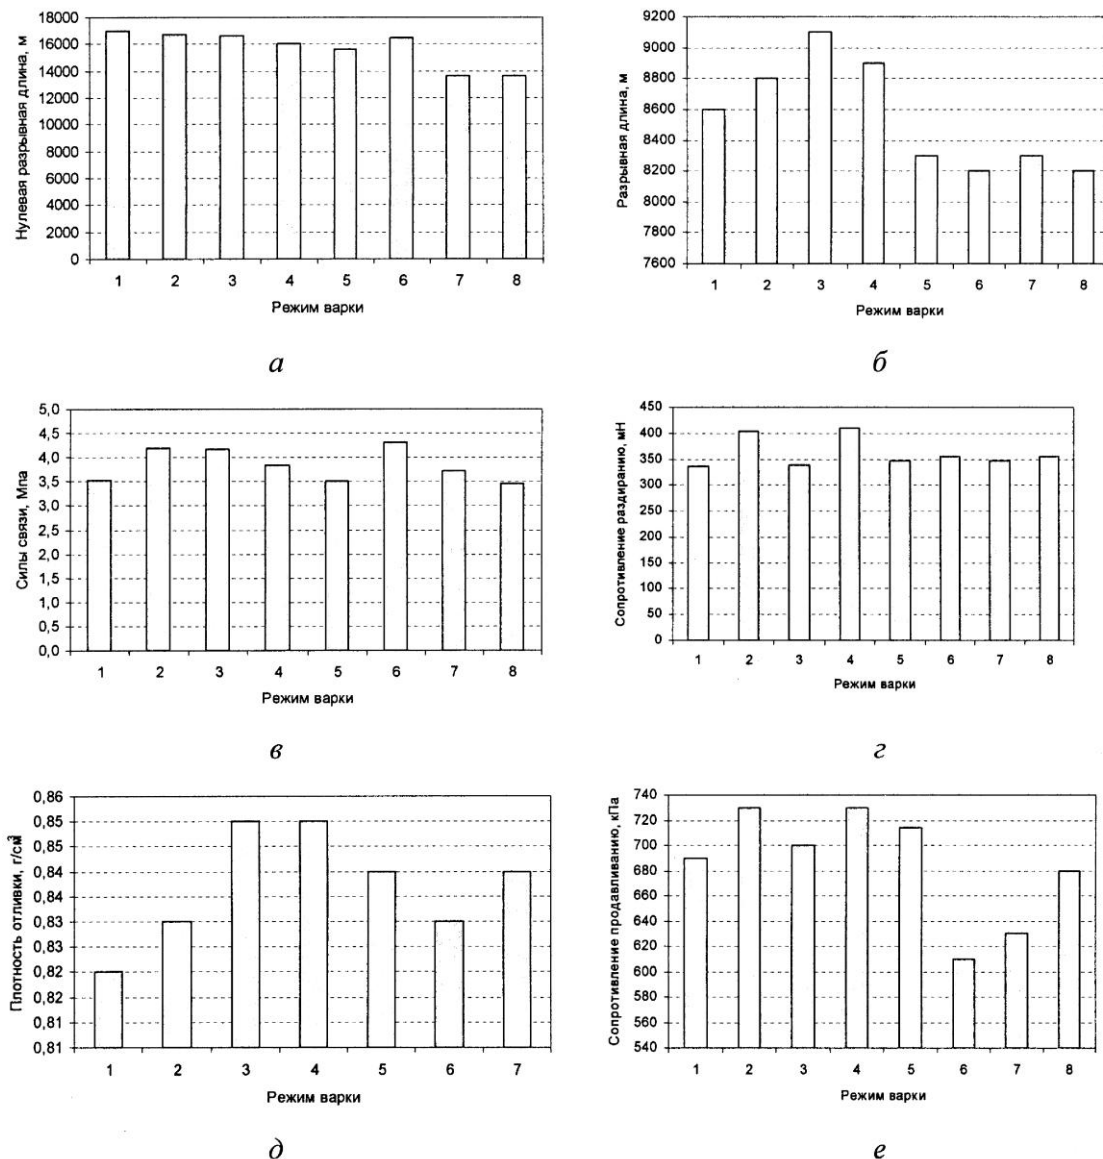 Нулевая разрывная длина, м
18000
16000
14000
12000
10000
8000
6000
4000
2000
0
1 2 3 4 5 6 7 8
Режим варки
а
Разрывная длина, м
9200
9000
8800
8600
8400
8200
8000
7800
7600
1 2 3 4 5 6 7 8
Режим варки
б
Силы связи, Мпа
5,0
4,5
4,0
3,5
3,0
2,5
2,0
1,5
1,0
0,5
0,0
1 2 3 4 5 6 7 8
Режим варки
в
Сопротивление раздиранию, мН
450
400
350
300
250
200
150
100
50
0
1 2 3 4 5 6 7 8
Режим варки
г
Плотность отливки, г/см3
0,86
0,85
0,85
0,84
0,84
0,83
0,83
0,82
0,82
0,81
0,81
1 2 3 4 5 6 7
Режим варки
д
Сопротивление продавливанию, кПа
740
720
700
680
660
640
620
600
580
560
540
1 2 3 4 5 6 7 8
Режим варки
е